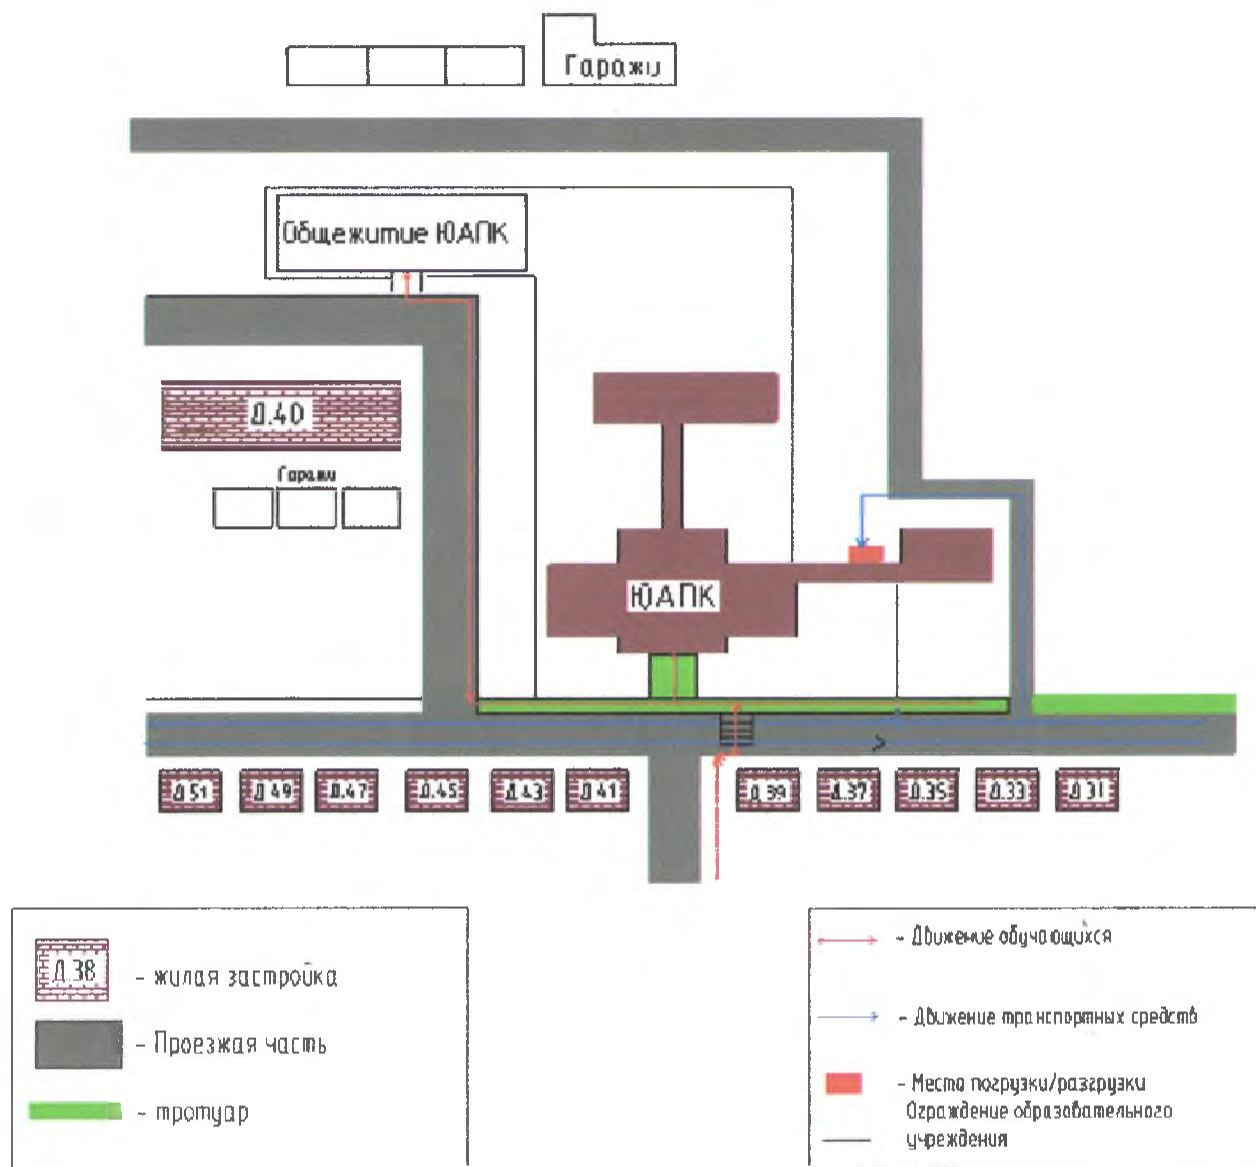 Гаражи
Общежитие ЮАПК
Д.40
Гаражи
ЮАПК
Д.51
Д.49
Д.47
Д.45
Д.43
Д.41
Д.39
Д.37
Д.35
Д.33
Д.31
Д.38
- жилая застройка
- Проезжая часть
- тротуар
- Движение обучающихся
- Движение транспортных средств
- Места погрузки/разгрузки
Ограждение образовательного
учреждения